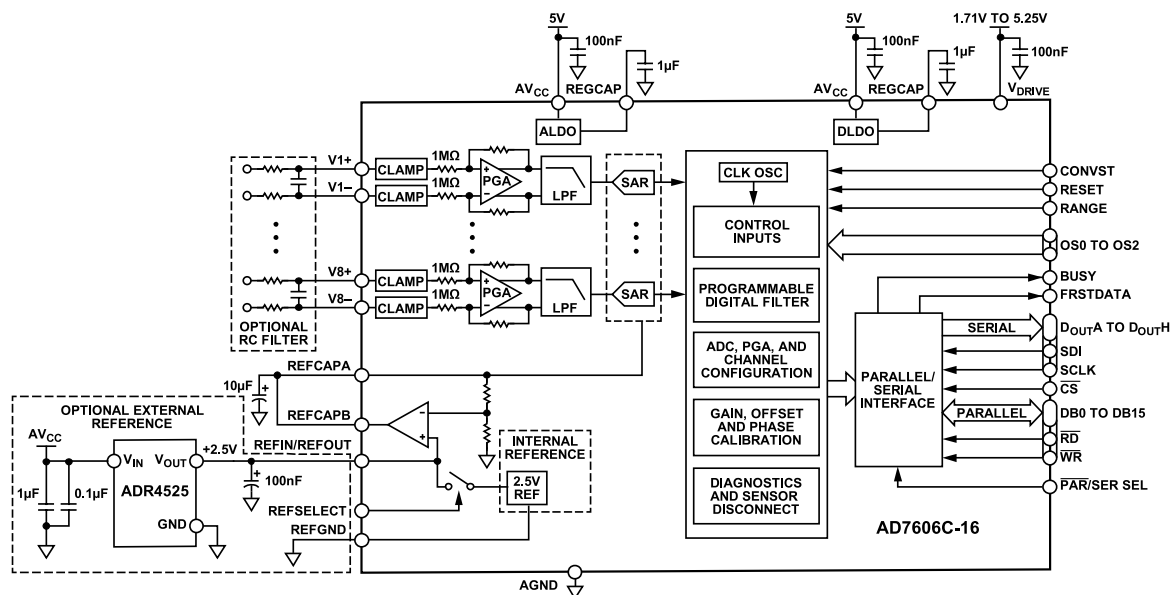 5V
100nF
1µF
AVCC
REGCAP
ALDO
5V
100nF
1µF
AVCC
REGCAP
DLDO
1.71V TO 5.25V
100nF
VDRIVE
V1+
CLAMP
1MΩ
V1–
CLAMP
1MΩ
PGA
+
–
LPF
SAR
V8+
CLAMP
1MΩ
V8–
CLAMP
1MΩ
PGA
+
–
LPF
SAR
OPTIONAL
RC FILTER
CLK OSC
CONTROL
INPUTS
PROGRAMMABLE
DIGITAL FILTER
ADC, PGA, AND
CHANNEL
CONFIGURATION
GAIN, OFFSET
AND PHASE
CALIBRATION
DIAGNOSTICS
AND SENSOR
DISCONNECT
CONVST
RESET
RANGE
OS0 TO OS2
BUSY
FRSTDATA
SERIAL
DOUTA TO DOUTH
SDI
SCLK
CS
PARALLEL
DB0 TO DB15
RD
WR
PAR/SER SEL
PARALLEL/
SERIAL
INTERFACE
AD7606C-16
REFCAPA
10µF
+
REFCAPB
–
+
OPTIONAL EXTERNAL
REFERENCE
REFIN/REFOUT
AVCC
VIN
VOUT
+2.5V
ADR4525
GND
1µF
0.1µF
+
100nF
INTERNAL
REFERENCE
2.5V
REF
REFSELECT
REFGND
AGND